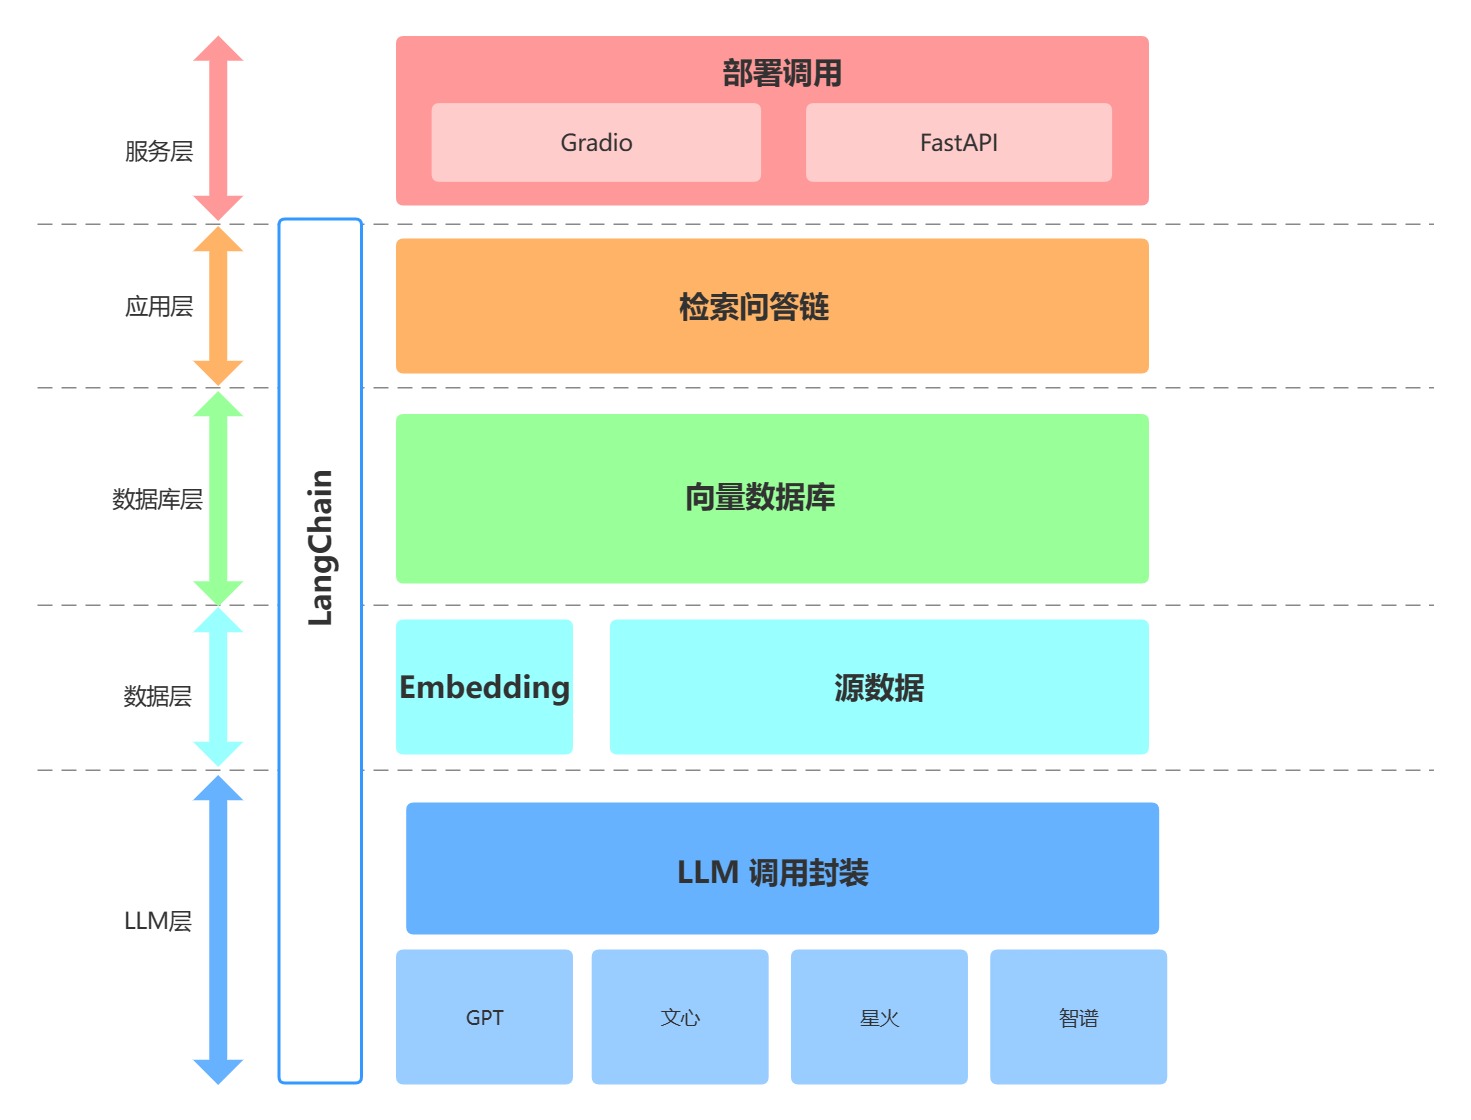 部署调用
Gradio
FastAPI
服务层
应用层
检索问答链
数据库层
LangChain
向量数据库
数据层
Embedding
源数据
LLM层
LLM 调用封装
GPT
文心
星火
智谱